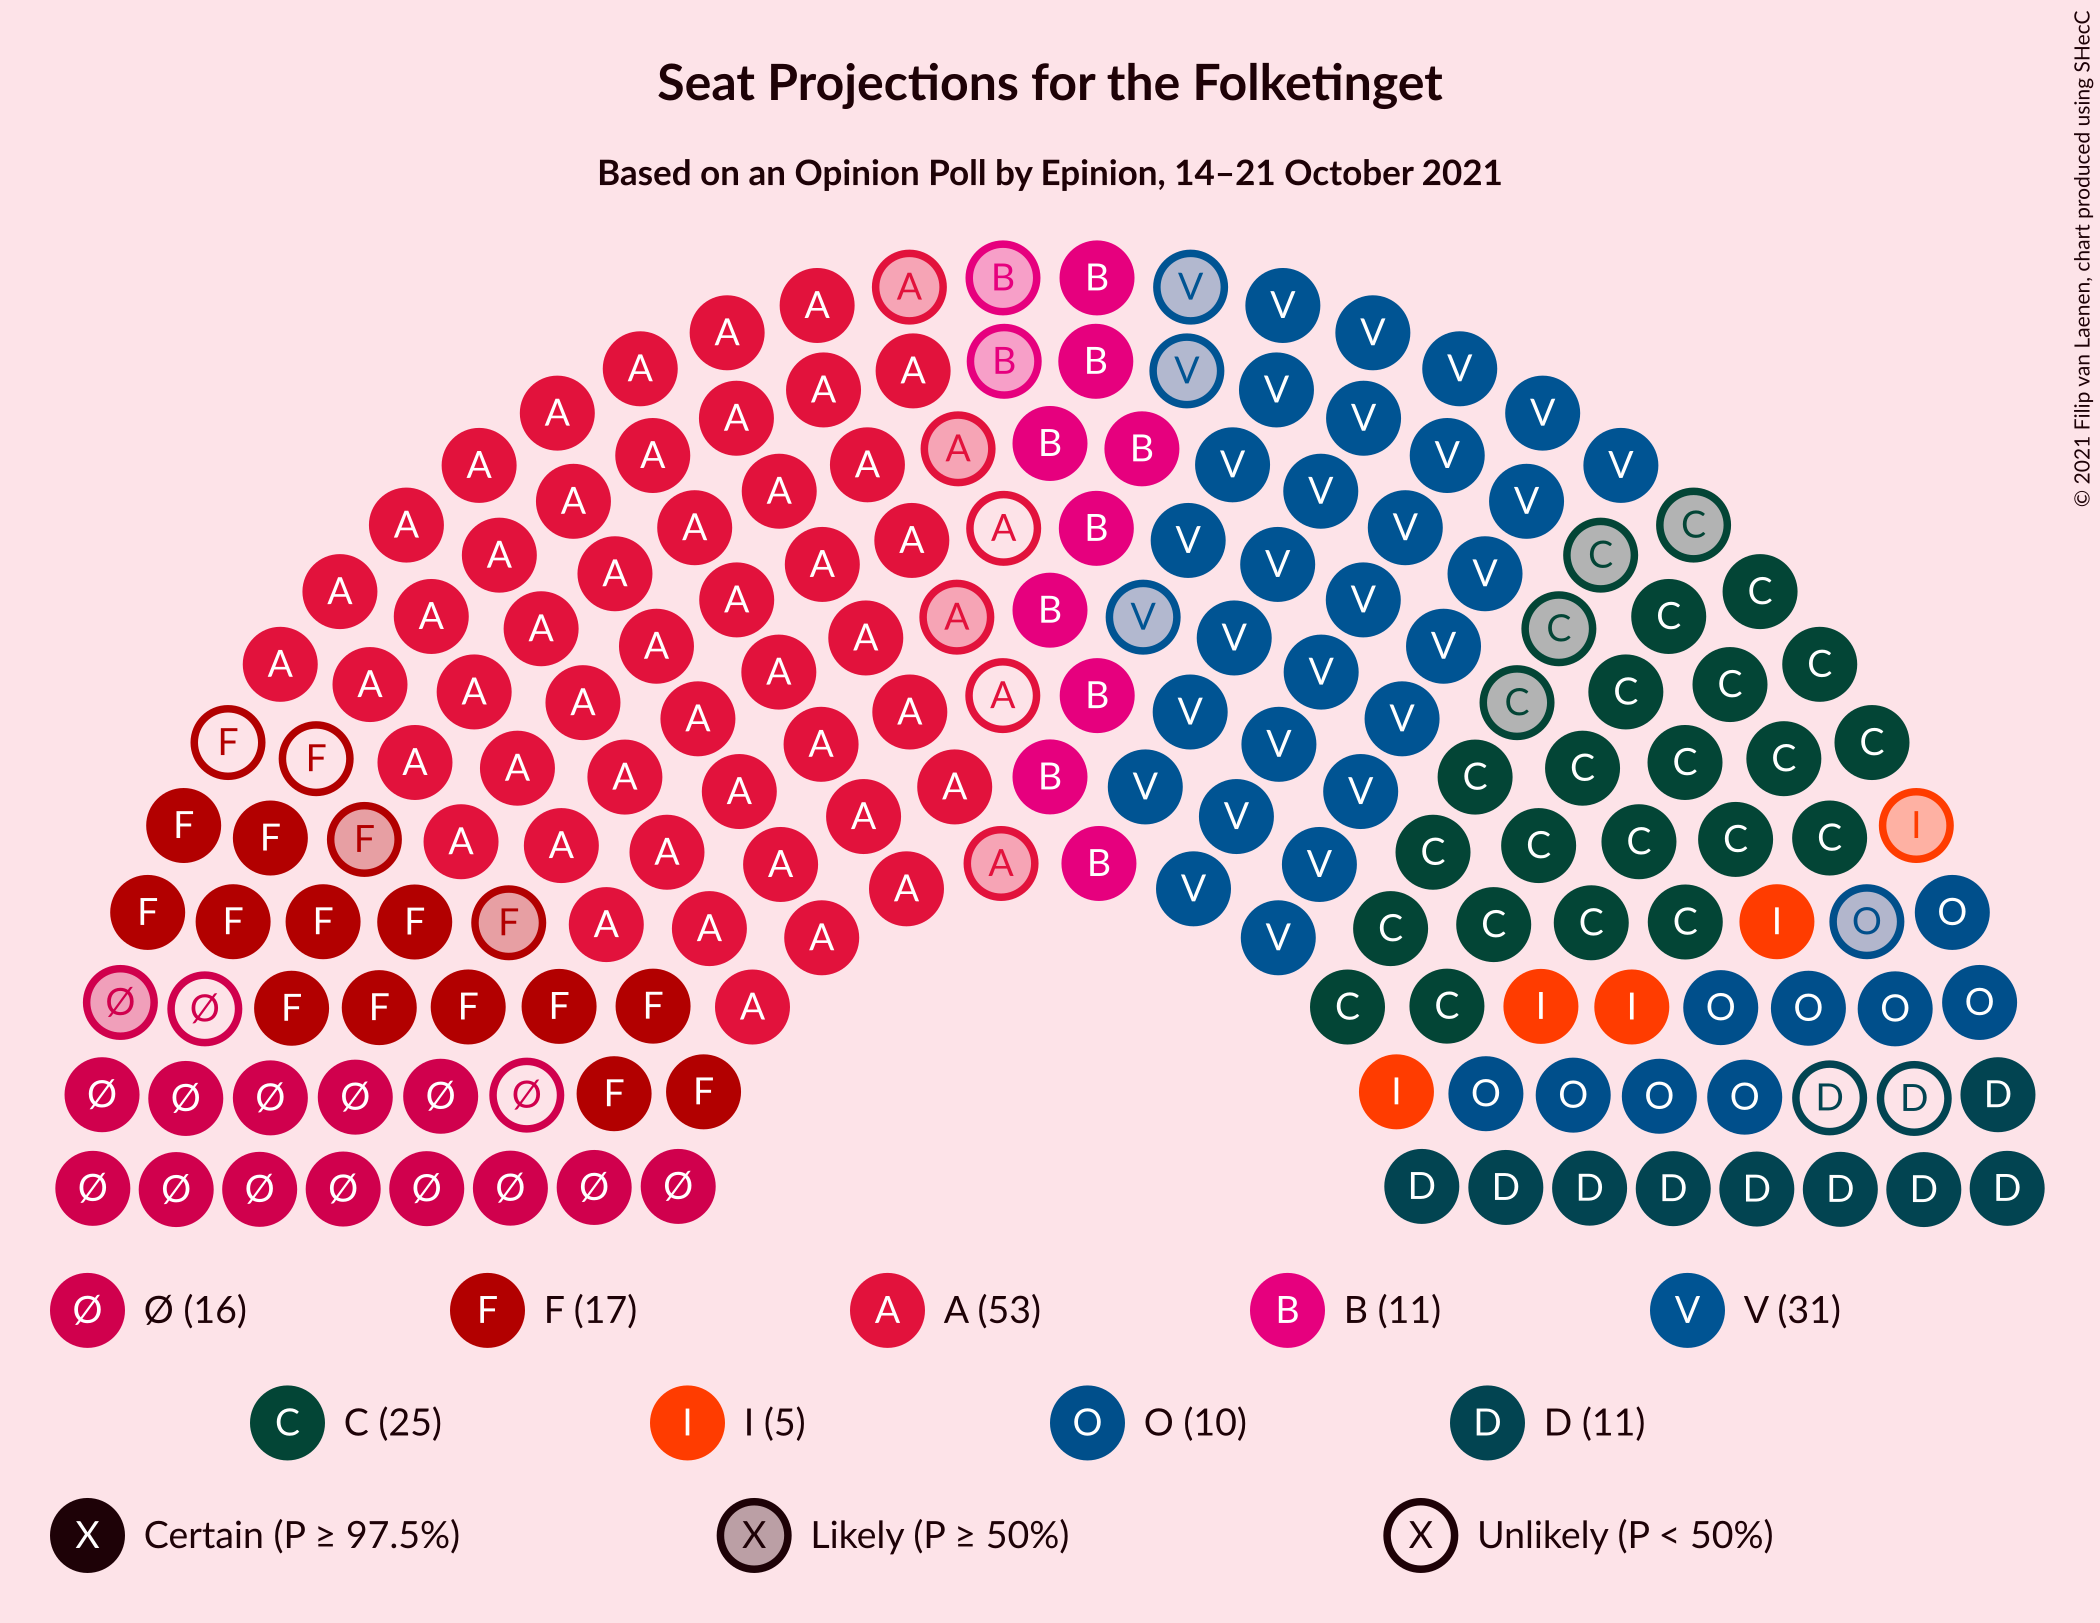 Seat Projections for the Folketinget
Based on an Opinion Poll by Epinion, 14–21 October 2021
© 2021 Filip van Laenen, chart produced using SHecC
A B B V
A V
A V
A A B B V V
A A V V
A A A B B V V
A A V V
A A V V V
A A A A B V V V C
A A V V
A A A V V V C
A A A A B V V C
A A A V V C C C
A A A A V V V C
A A A V V C
A A A A B V V C C C
F A A A V V C C
F A A A A V V C C C
A A A B V C C
A A A V V C C
F F F A A A A V C C C C C I
A A A B V V
F F F F F A A A V V C C C C I O O
Ø Ø F F F F F A C C I I O O O O
Ø Ø Ø Ø Ø Ø F F I O O O O D D D
Ø Ø Ø Ø Ø Ø Ø Ø D D D D D D D D
Ø Ø (16) F F (17) A A (53) B B (11) V V (31)
C C (25) I I (5) O O (10) D D (11)
X Certain (P ≥ 97.5%) X Likely (P ≥ 50%) X Unlikely (P < 50%)